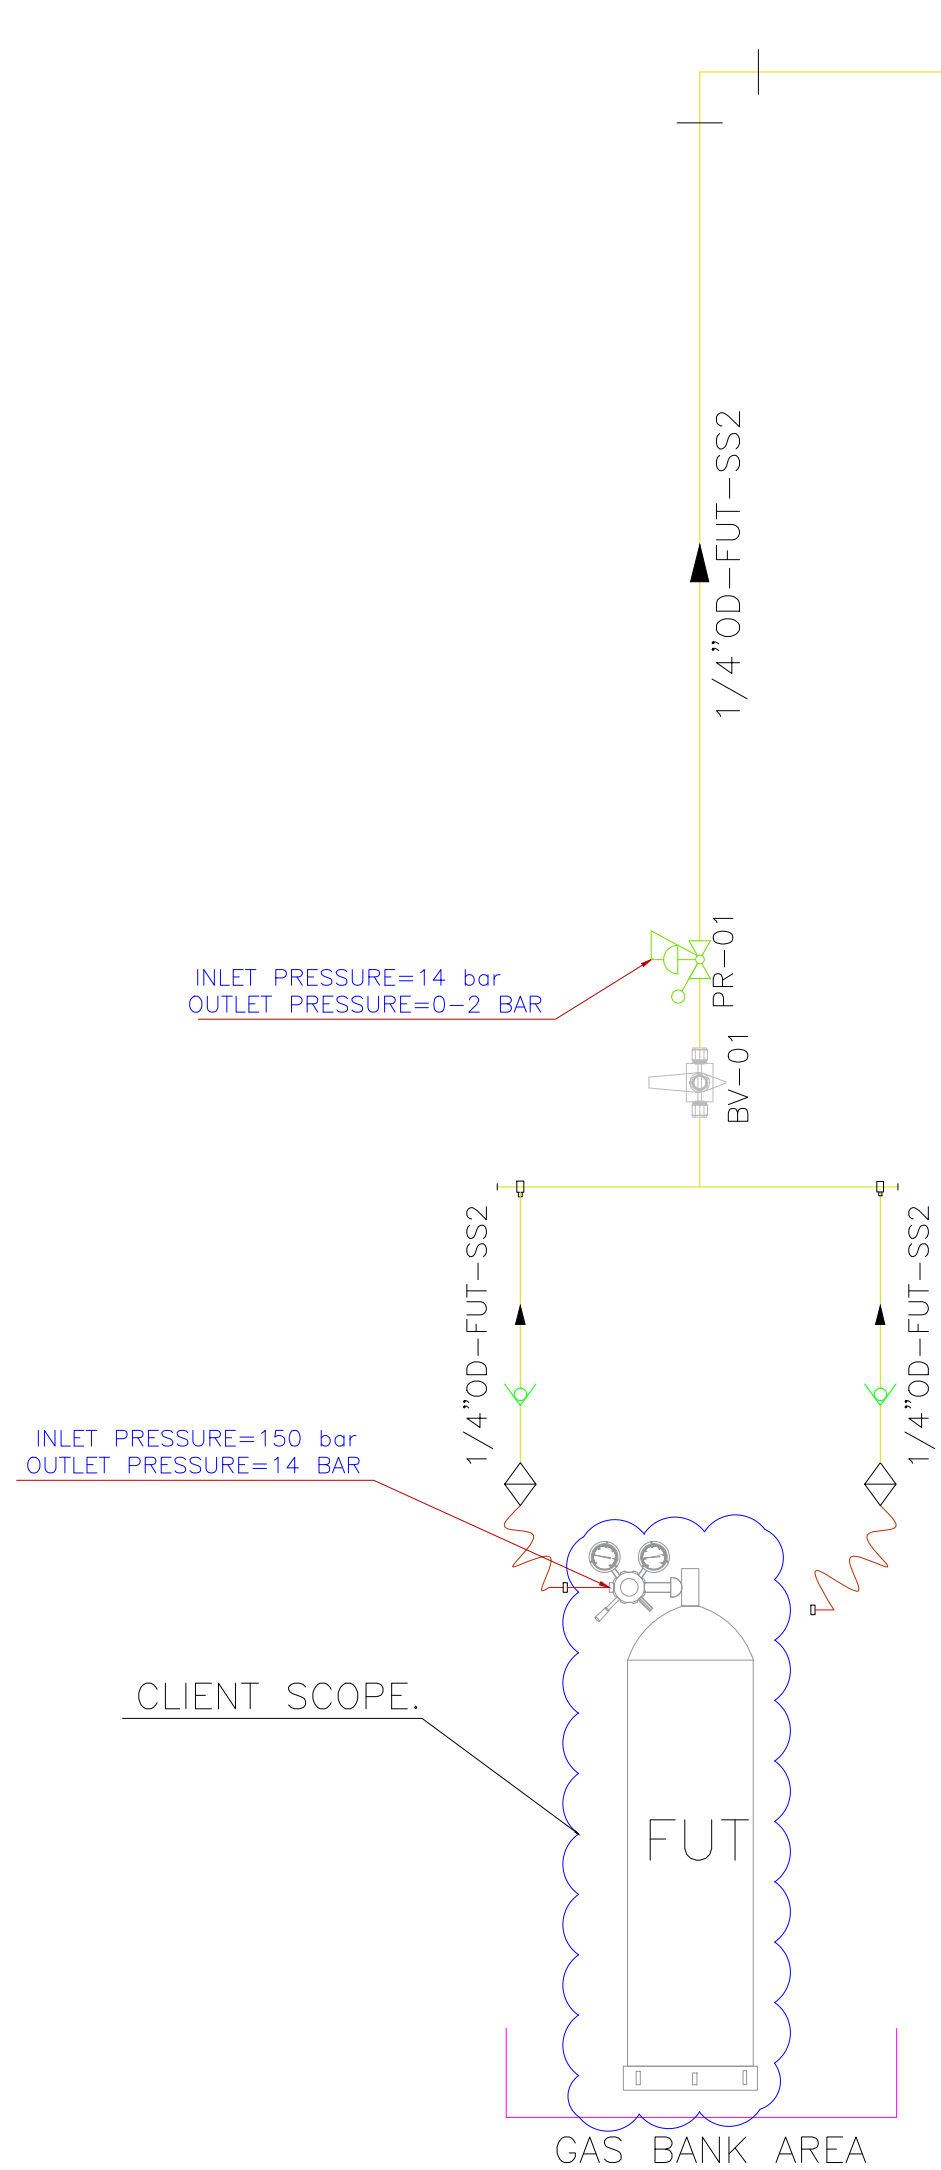 1/4"OD-FUT-SS2
PR-01
INLET PRESSURE=14 bar
OUTLET PRESSURE=0-2 BAR
BV-01
1/4"OD-FUT-SS2
1/4"OD-FUT-SS2
INLET PRESSURE=150 bar
OUTLET PRESSURE=14 BAR
CLIENT SCOPE.
FUT
GAS BANK AREA